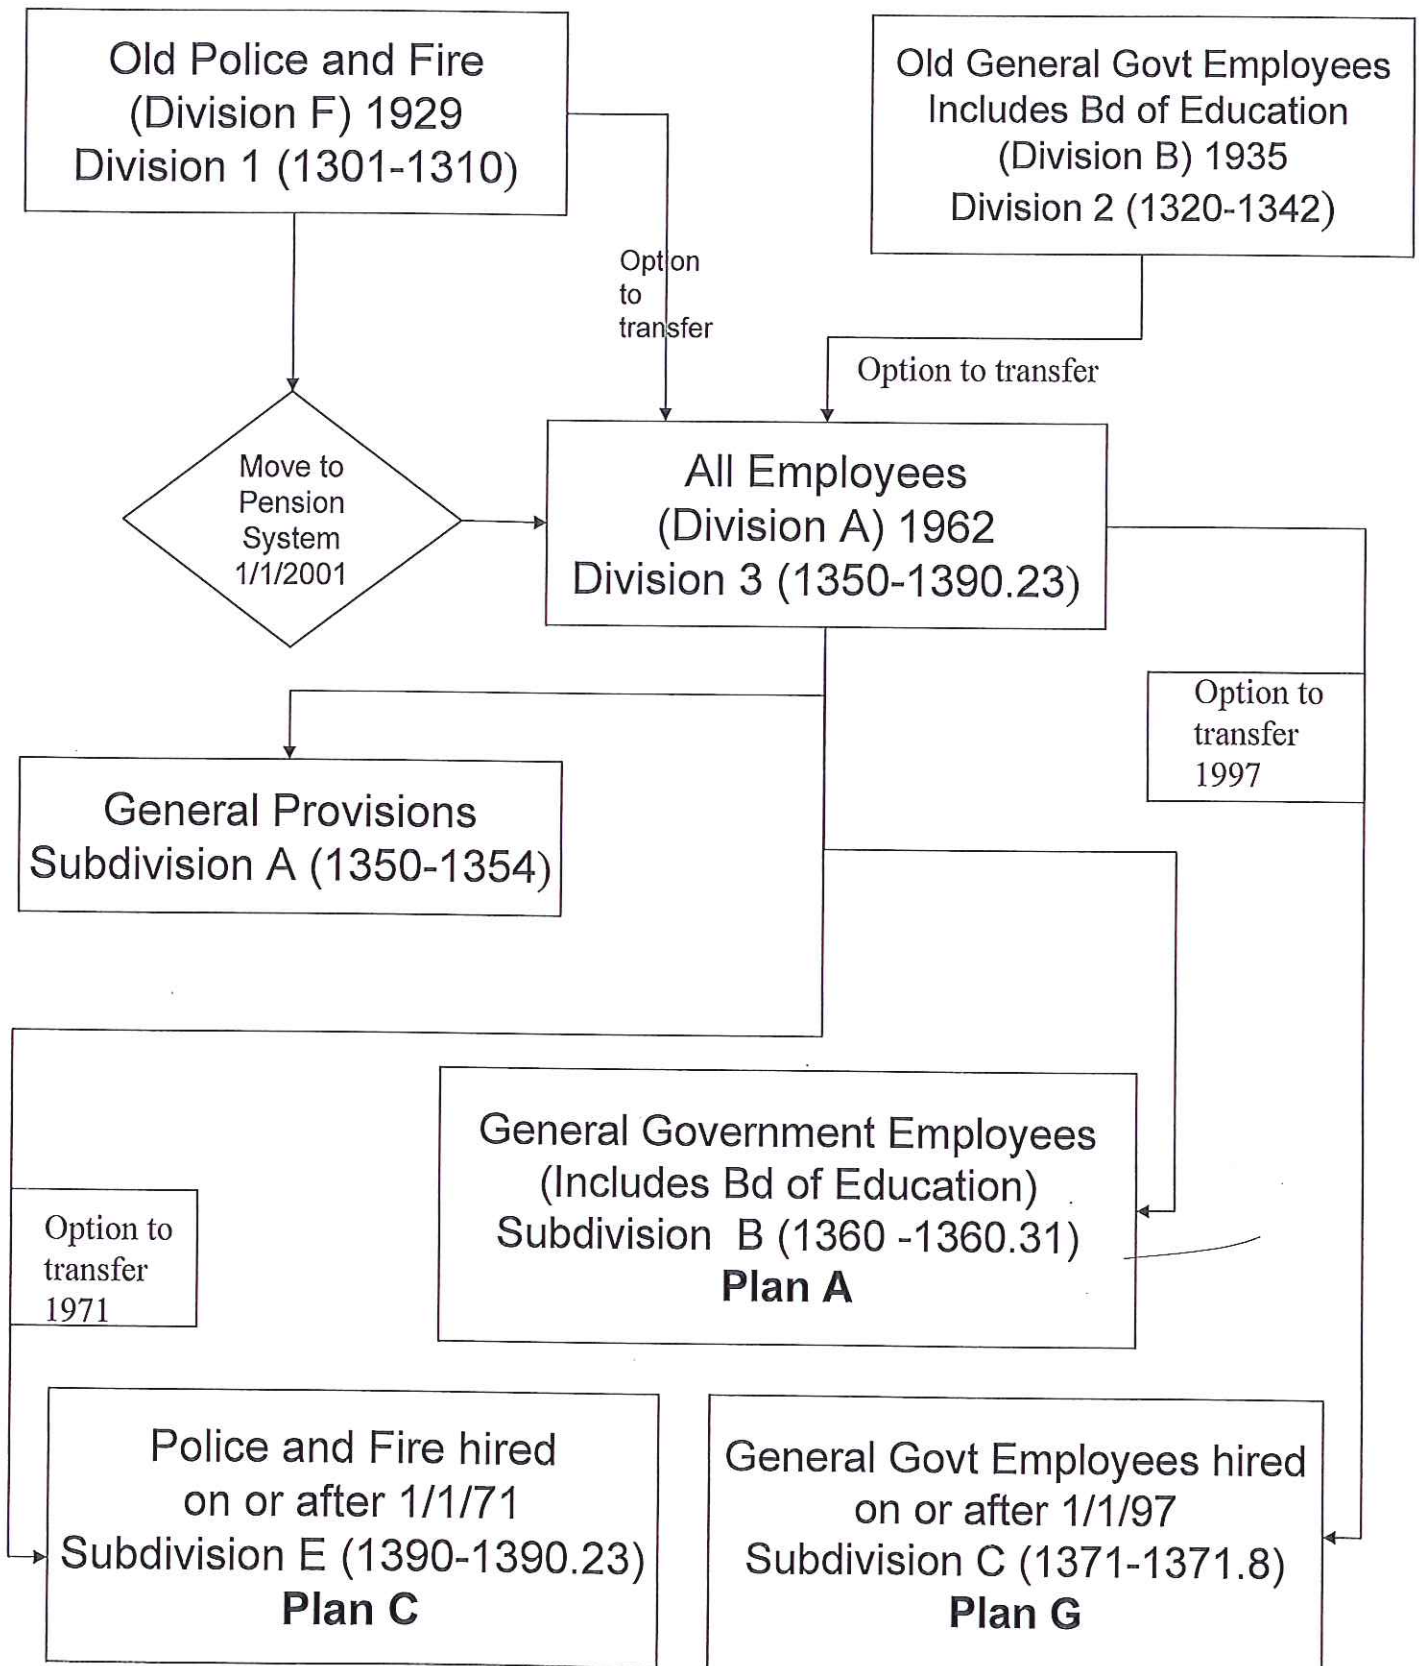 Old Police and Fire
(Division F) 1929
Division 1 (1301-1310)
Old General Govt Employees
Includes Bd of Education
(Division B) 1935
Division 2 (1320-1342)
Option
to
transfer
Option to transfer
Move to
Pension
System
1/1/2001
All Employees
(Division A) 1962
Division 3 (1350-1390.23)
Option to
transfer
1997
General Provisions
Subdivision A (1350-1354)
General Government Employees
(Includes Bd of Education)
Subdivision B (1360 -1360.31)
Plan A
Option to
transfer
1971
Police and Fire hired
on or after 1/1/71
Subdivision E (1390-1390.23)
Plan C
General Govt Employees hired
on or after 1/1/97
Subdivision C (1371-1371.8)
Plan G